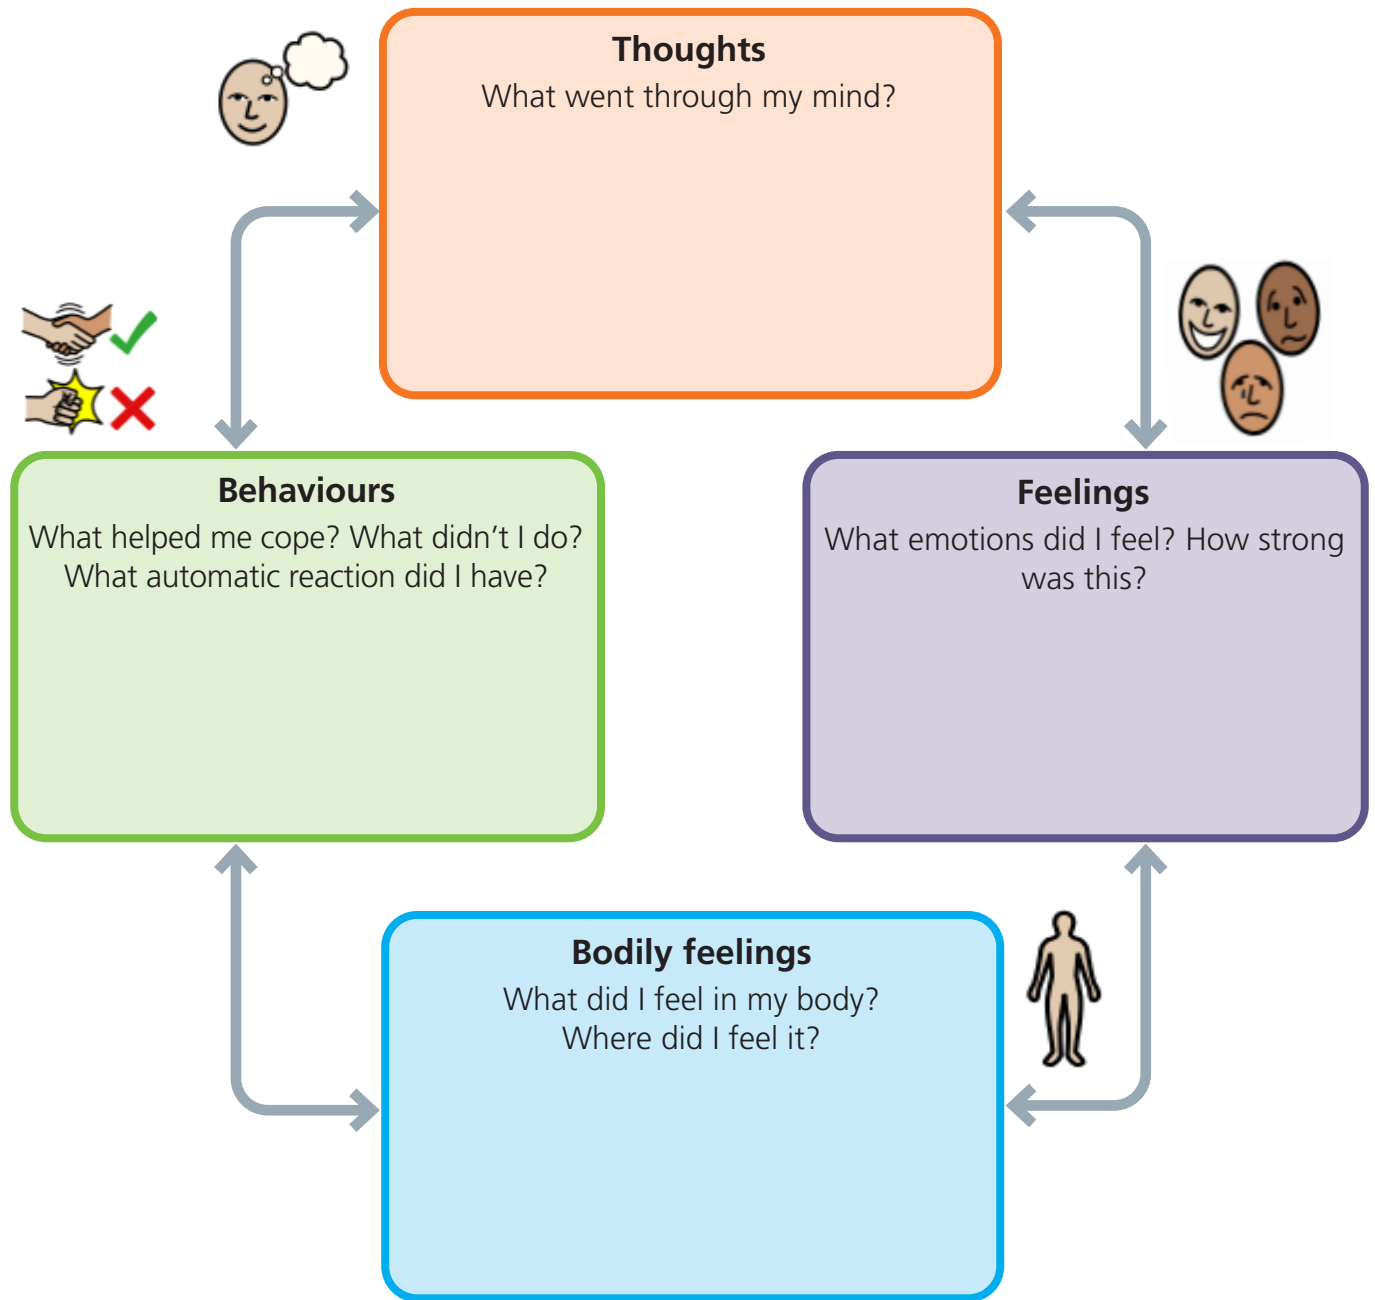 Thoughts
What went through my mind?
Behaviours
What helped me cope? What didn’t I do?
What automatic reaction did I have?
Feelings
What emotions did I feel? How strong
was this?
Bodily feelings
What did I feel in my body?
Where did I feel it?